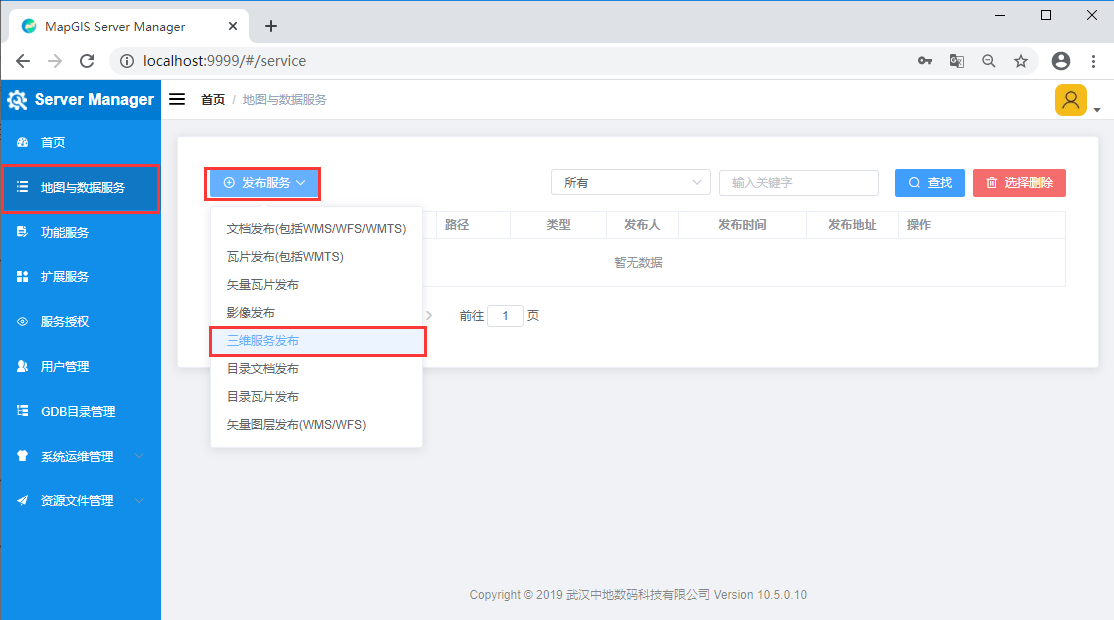 MapGIS Server Manager
localhost:9999/#/service
Server Manager
首页 / 地图与数据服务
首页
地图与数据服务
功能服务
扩展服务
服务授权
用户管理
GDB目录管理
系统运维管理
资源文件管理
发布服务
所有
输入关键字
查找
选择删除
文档发布(包括WMS/WFS/WMTS)
瓦片发布(包括WMTS)
矢量瓦片发布
影像发布
三维服务发布
目录文档发布
目录瓦片发布
矢量图层发布(WMS/WFS)
路径 类型 发布人 发布时间 发布地址 操作
暂无数据
前往 1 页
Copyright © 2019 武汉中地数码科技有限公司 Version 10.5.0.10